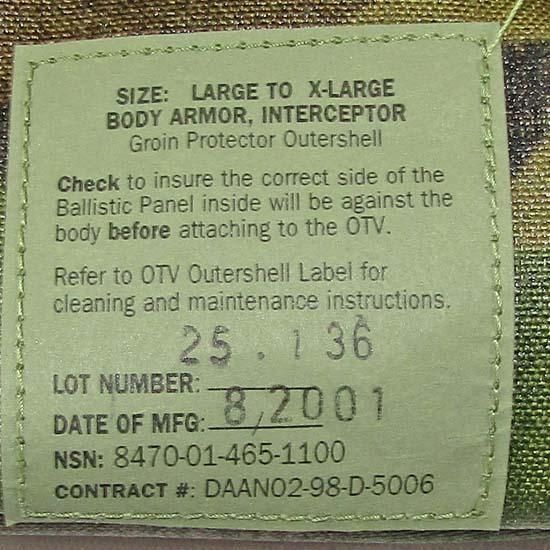 SIZE: LARGE TO X-LARGE
BODY ARMOR, INTERCEPTOR
Groin Protector Outershell
Check to insure the correct side of the
Ballistic Panel inside will be against the
body before attaching to the OTV.
Refer to OTV Outershell Label for
cleaning and maintenance instructions.
25.136
LOT NUMBER:
DATE OF MFG: 8,2001
NSN: 8470-01-465-1100
CONTRACT #: DAAN02-98-D-5006